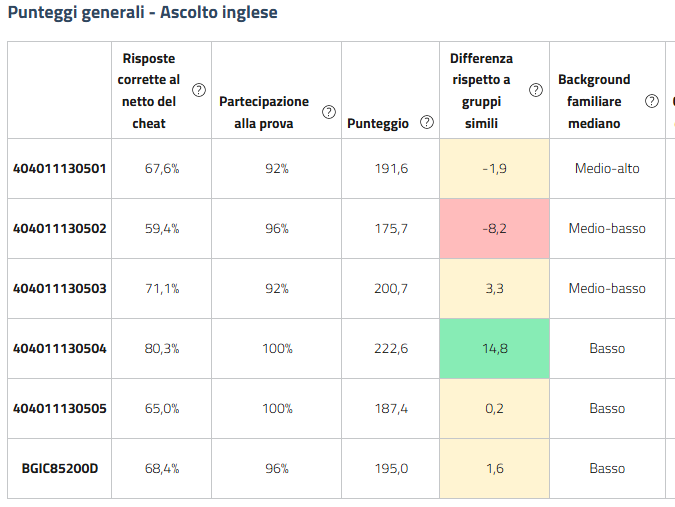 Punteggi generali - Ascolto inglese
Risposte
corrette al
netto del
cheat ?
Partecipazione
alla prova ?
Punteggio ?
Differenza
rispetto a
gruppi
simili ?
Background
familiare
mediano ?
404011130501 67,6% 92% 191,6 -1,9 Medio-alto
404011130502 59,4% 96% 175,7 -8,2 Medio-basso
404011130503 71,1% 92% 200,7 3,3 Medio-basso
404011130504 80,3% 100% 222,6 14,8 Basso
404011130505 65,0% 100% 187,4 0,2 Basso
BGIC85200D 68,4% 96% 195,0 1,6 Basso